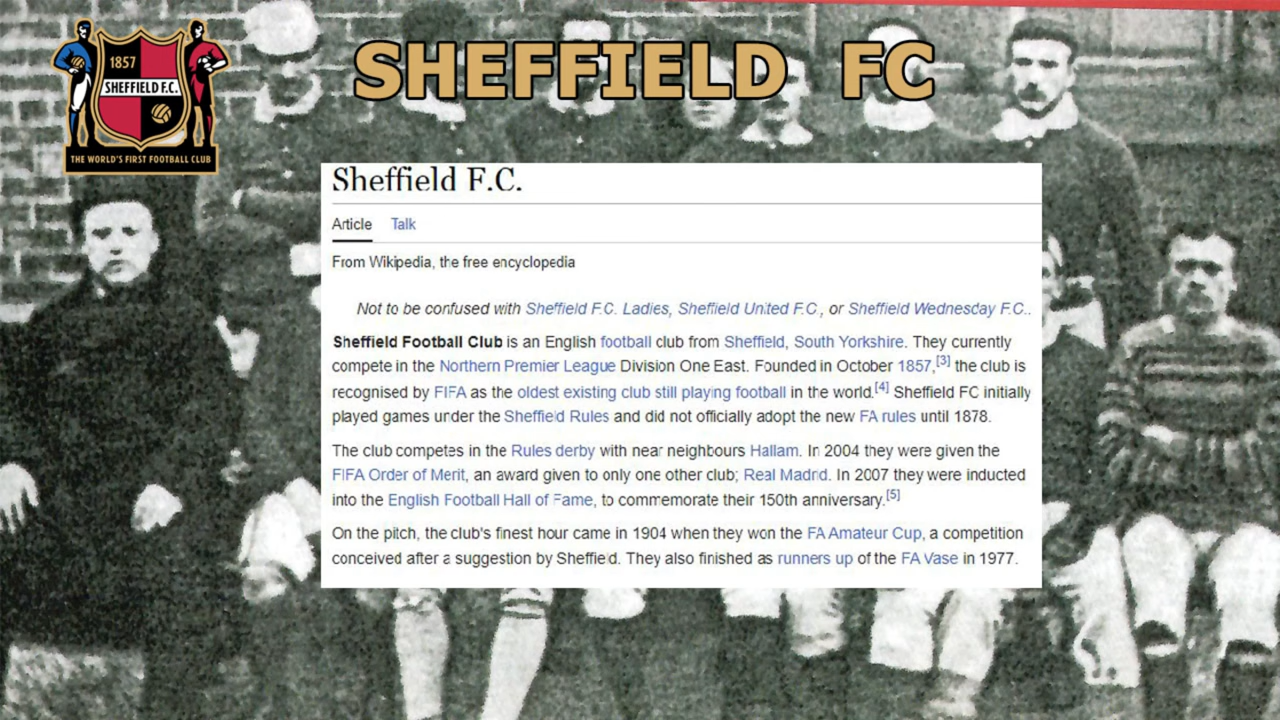 1857
SHEFFIELD F.C.
THE WORLD'S FIRST FOOTBALL CLUB
SHEFFIELD FC
Sheffield F.C.
Article Talk
From Wikipedia, the free encyclopedia
Not to be confused with Sheffield F.C. Ladies, Sheffield United F.C., or Sheffield Wednesday F.C..
Sheffield Football Club is an English football club from Sheffield, South Yorkshire. They currently
compete in the Northern Premier League Division One East. Founded in October 1857,[3] the club is
recognised by FIFA as the oldest existing club still playing football in the world.[4] Sheffield FC initially
played games under the Sheffield Rules and did not officially adopt the new FA rules until 1878.
The club competes in the Rules derby with near neighbours Hallam. In 2004 they were given the
FIFA Order of Merit, an award given to only one other club; Real Madrid. In 2007 they were inducted
into the English Football Hall of Fame, to commemorate their 150th anniversary.[5]
On the pitch, the club's finest hour came in 1904 when they won the FA Amateur Cup, a competition
conceived after a suggestion by Sheffield. They also finished as runners up of the FA Vase in 1977.